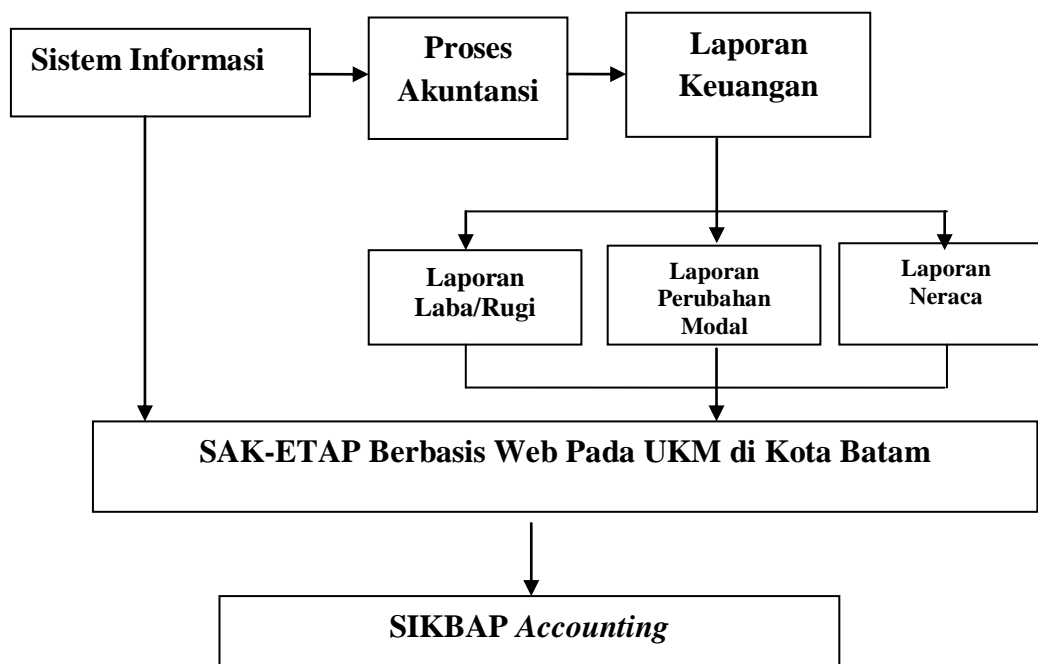 Sistem Informasi
Proses
Akuntansi
Laporan
Keuangan
Laporan
Laba/Rugi
Laporan
Perubahan
Modal
Laporan
Neraca
SAK-ETAP Berbasis Web Pada UKM di Kota Batam
SIKBAP Accounting